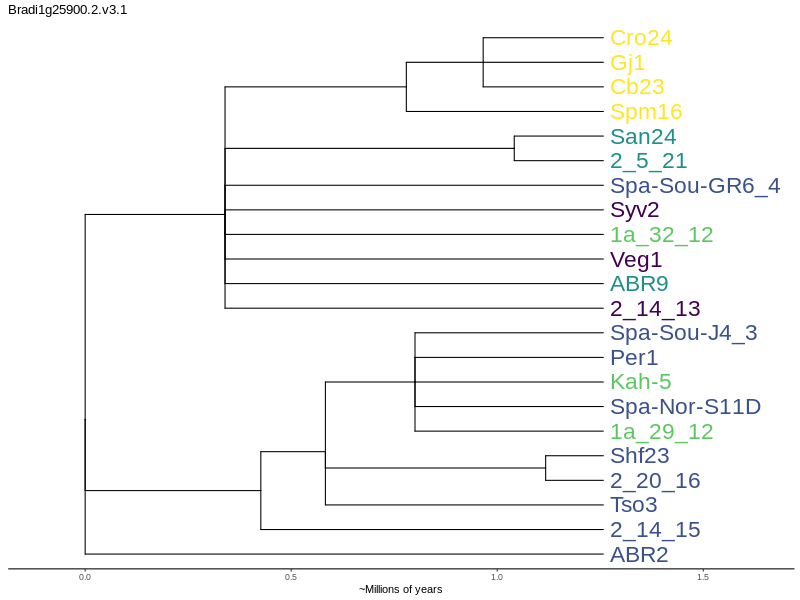 Bradi1g25900.2.v3.1
Cro24
Gj1
Cb23
Spm16
San24
2_5_21
Spa-Sou-GR6_4
Syv2
1a_32_12
Veg1
ABR9
2_14_13
Spa-Sou-J4_3
Per1
Kah-5
Spa-Nor-S11D
1a_29_12
Shf23
2_20_16
Tso3
2_14_15
ABR2
0.0 0.5 1.0 1.5
~Millions of years